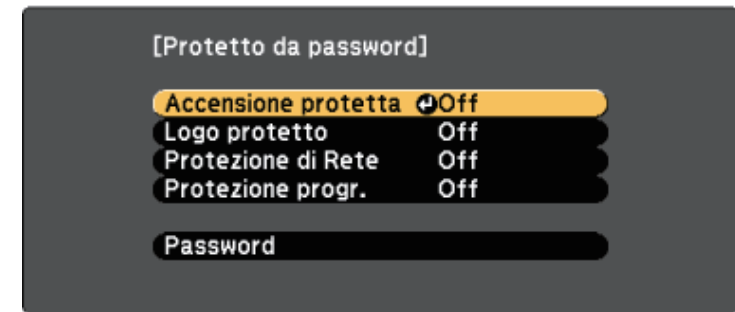 [Protetto da password]
Accensione protetta Off
Logo protetto Off
Protezione di Rete Off
Protezione progr. Off
Password